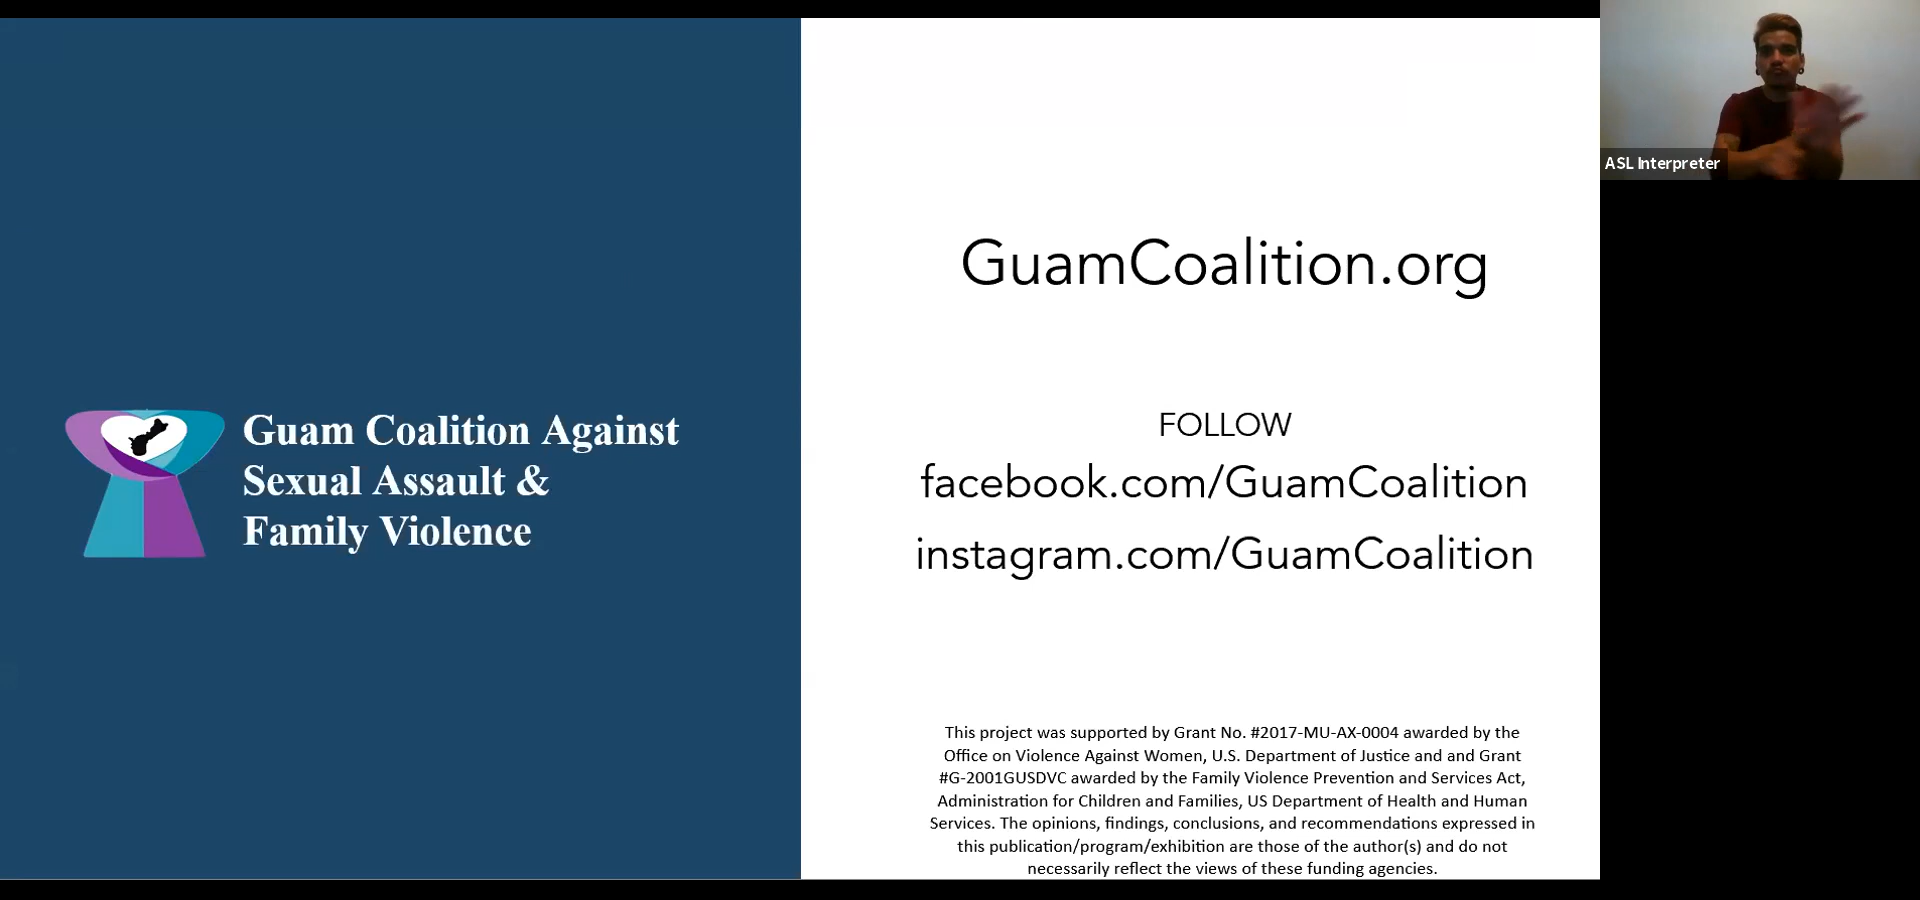 Guam Coalition Against
Sexual Assault &
Family Violence
GuamCoalition.org
FOLLOW
facebook.com/GuamCoalition
instagram.com/GuamCoalition
This project was supported by Grant No. #2017-MU-AX-0004 awarded by the
Office on Violence Against Women, U.S. Department of Justice and and Grant
#G-2001GUSDVC awarded by the Family Violence Prevention and Services Act,
Administration for Children and Families, US Department of Health and Human
Services. The opinions, findings, conclusions, and recommendations expressed in
this publication/program/exhibition are those of the author(s) and do not
necessarily reflect the views of these funding agencies.
ASL Interpreter